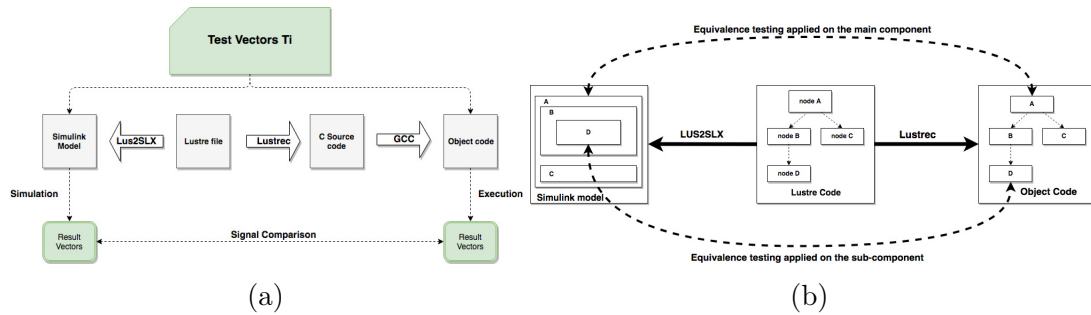 Test Vectors Ti
Simulink
Model
Lus2SLX
Lustre file
Lustrec
C Source
code
GCC
Object code
Simulation
Execution
Result
Vectors
Signal Comparison
Result
Vectors
(a)
Equivalence testing applied on the main component
A
B
D
C
Simulink model
LUS2SLX
node A
node B
node C
node D
Lustre Code
Lustrec
A
B
C
D
Object Code
Equivalence testing applied on the sub-component
(b)